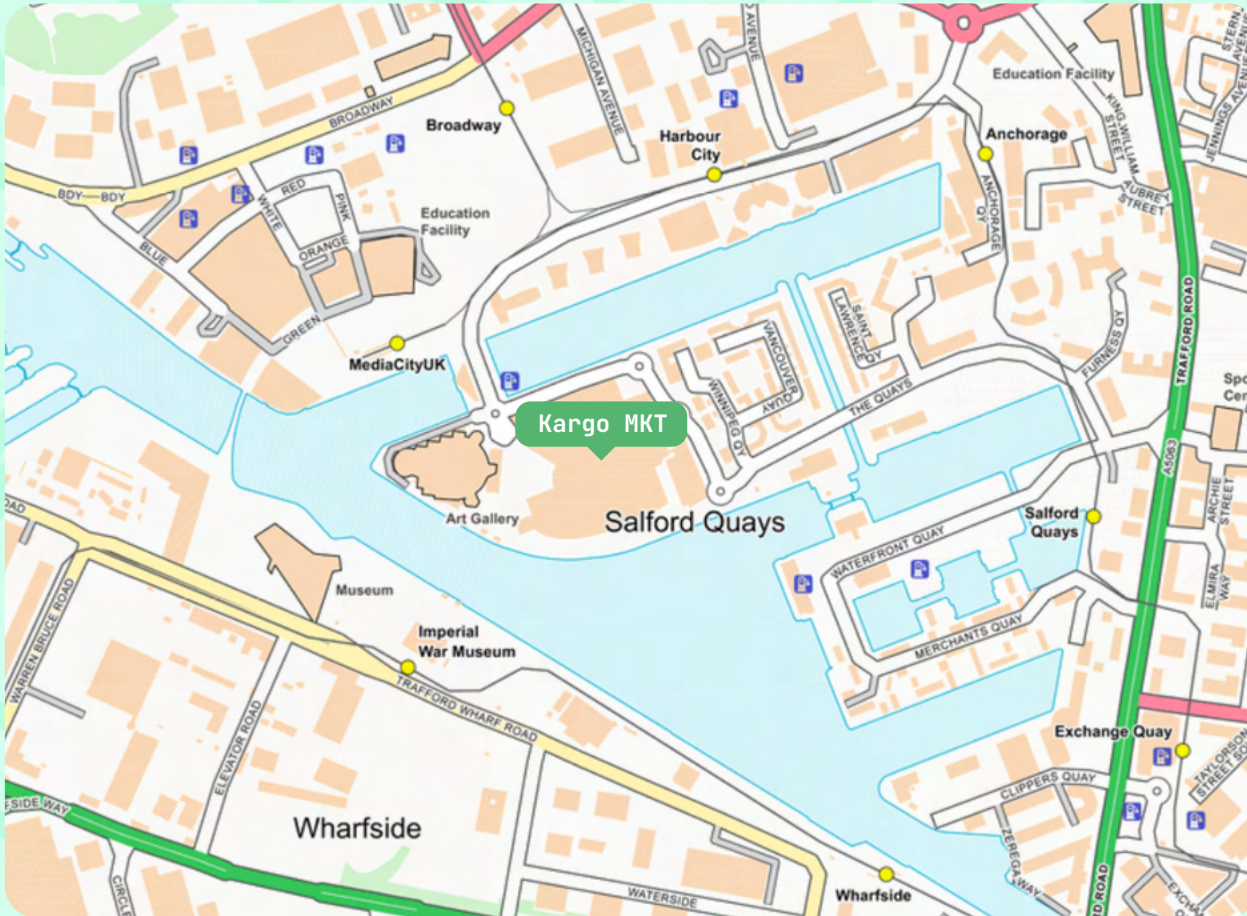 MICHIGAN AVENUE
AVENUE
Education Facility
KING WILLIAM
STREET
JENNINGS AVENUE
BROADWAY
Broadway
Harbour
City
Anchorage
ANCHORAGE
QY
AUBREY
STREET
BDY
BDY
RED
WHITE
PINK
ORANGE
BLUE
GREEN
Education
Facility
MediaCityUK
SAINT
LAWRENCE
QY
VANCOUVER
QUAY
WINNIPEG QY
THE QUAYS
FURNESS QY
TRAFFORD ROAD
A5063
Kargo MKT
Art Gallery
Salford Quays
Salford
Quays
ARCHIE
STREET
ELMIRA
WAY
WATERFRONT QUAY
MERCHANTS QUAY
Museum
Imperial
War Museum
WARREN BRUCE ROAD
ELEVATOR ROAD
TRAFFORD WHARF ROAD
Exchange Quay
TAYLORSON
CLIPPERS QUAY
ZEREGA WAY
Wharfside
WATERSIDE
Wharfside
CIRCLE